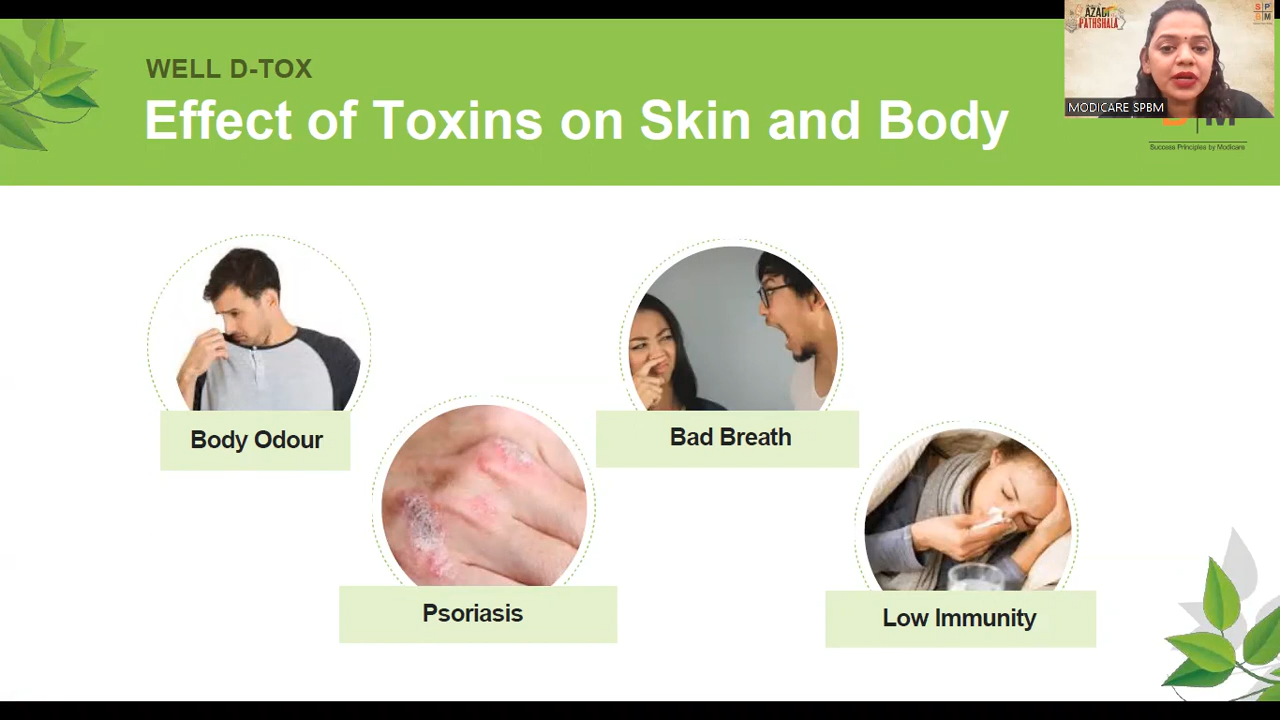 WELL D-TOX
Effect of Toxins on Skin and Body
AZADI
PATHSHALA
S P
B M
MODICARE SPBM
Success Principles by Modicare
Body Odour
Bad Breath
Psoriasis
Low Immunity